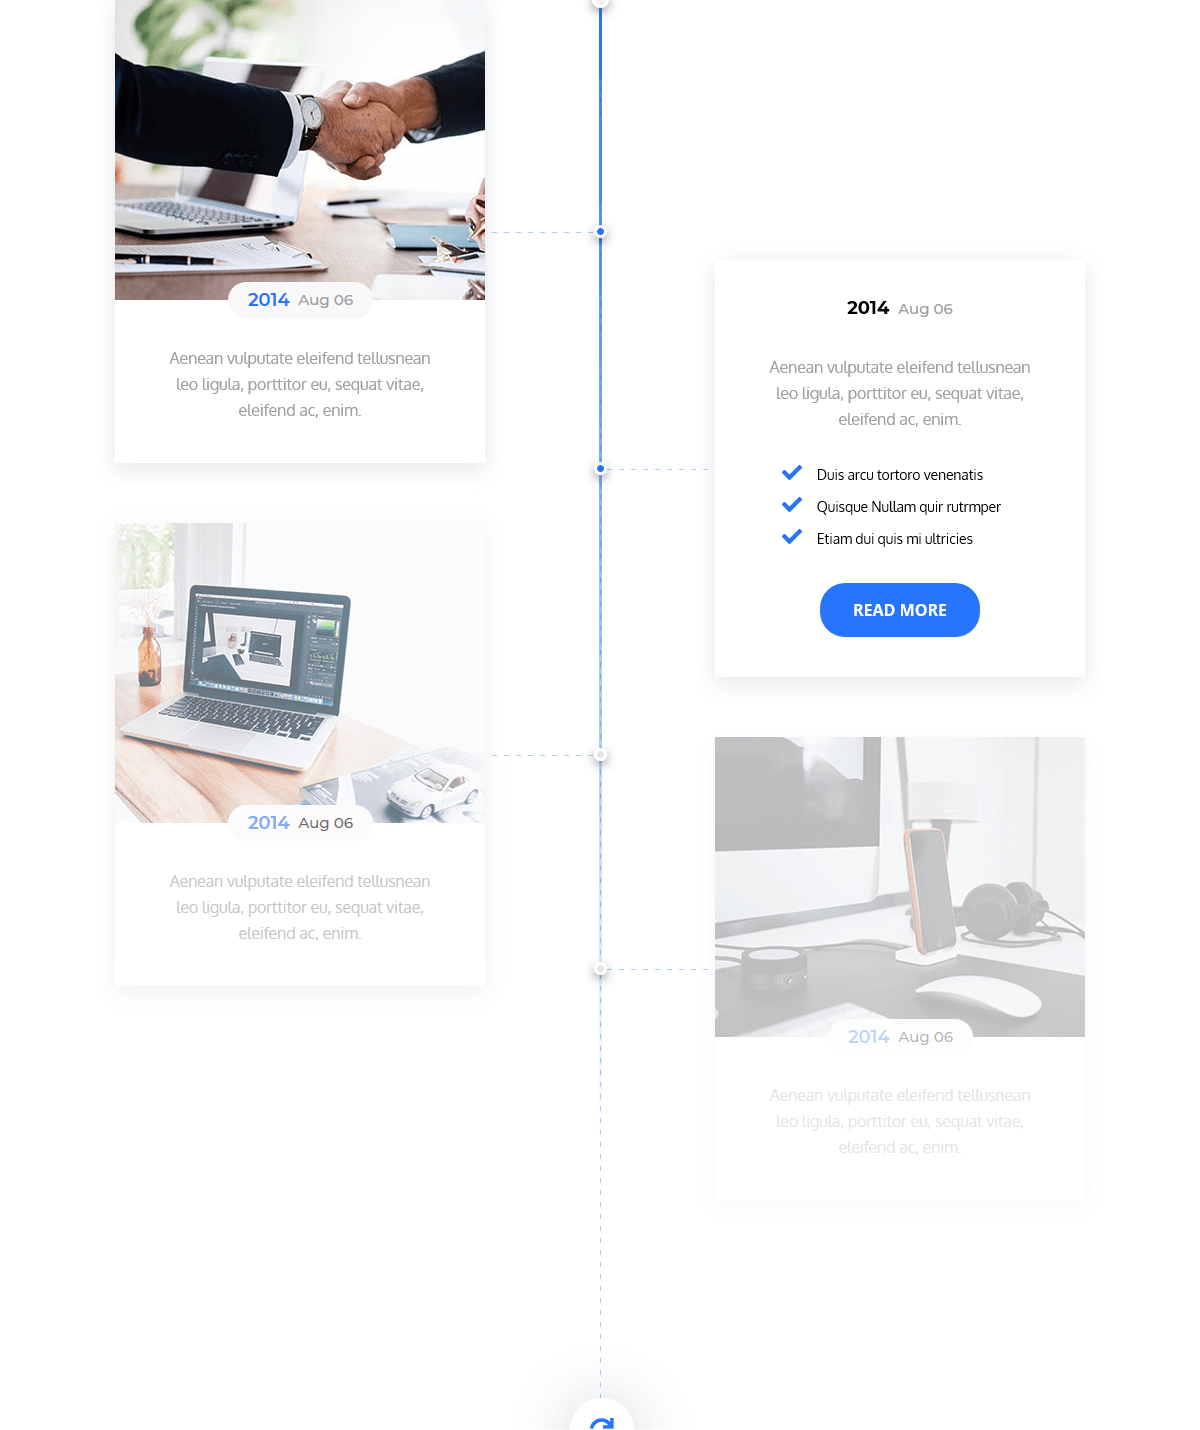 2014 Aug 06
Aenean vulputate eleifend tellusnean
leo ligula, porttitor eu, sequat vitae,
eleifend ac, enim.
2014 Aug 06
Aenean vulputate eleifend tellusnean
leo ligula, porttitor eu, sequat vitae,
eleifend ac, enim.
Duis arcu tortoro venenatis
Quisque Nullam quir rutrmper
Etiam dui quis mi ultricies
READ MORE
2014 Aug 06
Aenean vulputate eleifend tellusnean
leo ligula, porttitor eu, sequat vitae,
eleifend ac, enim.
2014 Aug 06
Aenean vulputate eleifend tellusnean
leo ligula, porttitor eu, sequat vitae,
eleifend ac, enim.